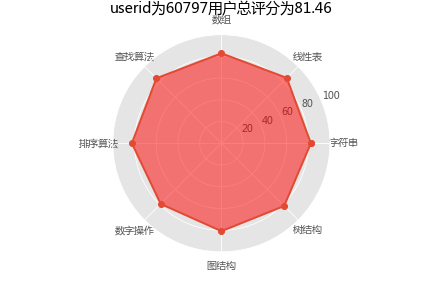 userid为60797用户总评分为81.46
数组
查找算法
线性表
100
80
60
40
20
排序算法
字符串
数字操作
树结构
图结构